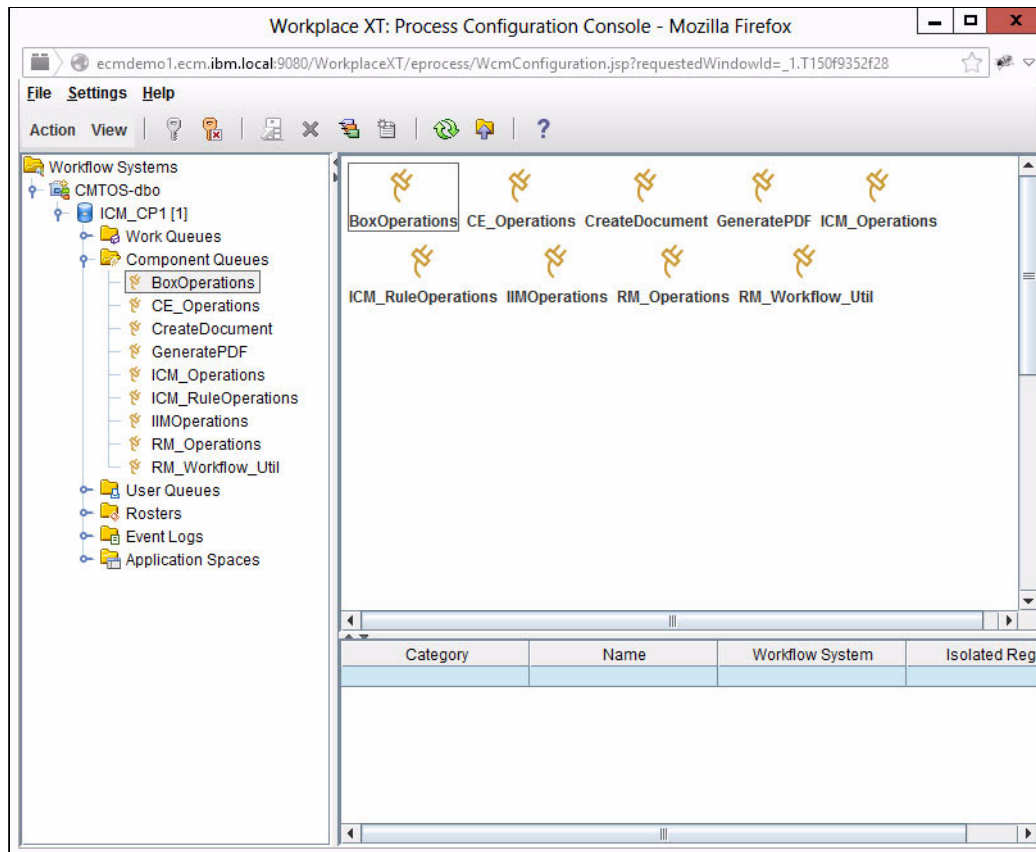 Workplace XT: Process Configuration Console - Mozilla Firefox
ecmdemo1.ecm.ibm.local:9080/WorkplaceXT/eprocess/WcmConfiguration.jsp?requestedWindowId=_1.T150f9352f28
File Settings Help
Action View
Workflow Systems
CMTOS-dbo
ICM_CP1 [1]
Work Queues
Component Queues
BoxOperations
CE_Operations
CreateDocument
GeneratePDF
ICM_Operations
ICM_RuleOperations
IIMOperations
RM_Operations
RM_Workflow_Util
User Queues
Rosters
Event Logs
Application Spaces
BoxOperations CE_Operations CreateDocument GeneratePDF ICM_Operations
ICM_RuleOperations IIMOperations RM_Operations RM_Workflow_Util
Category Name Workflow System Isolated Reg